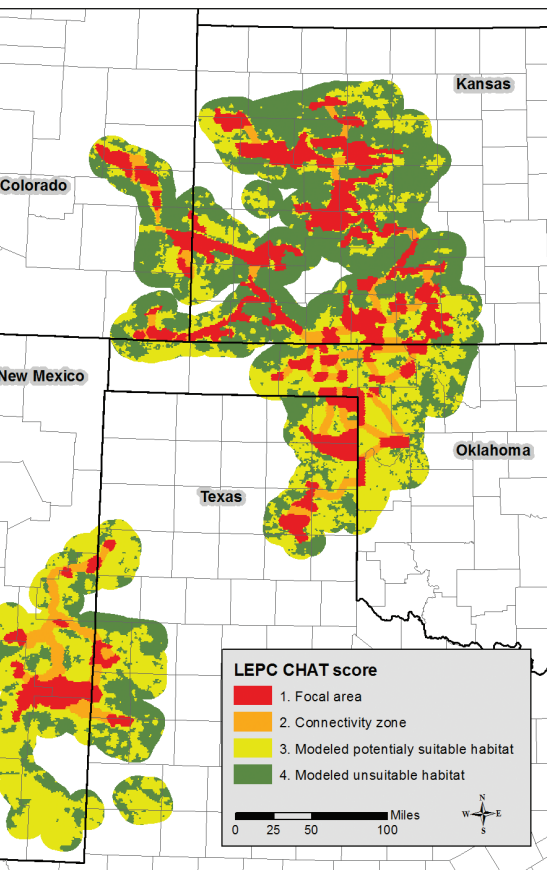 Kansas
Colorado
New Mexico
Oklahoma
Texas
LEPC CHAT score
1. Focal area
2. Connectivity zone
3. Modeled potentialy suitable habitat
4. Modeled unsuitable habitat
Miles
0 25 50 100
N
W E
S